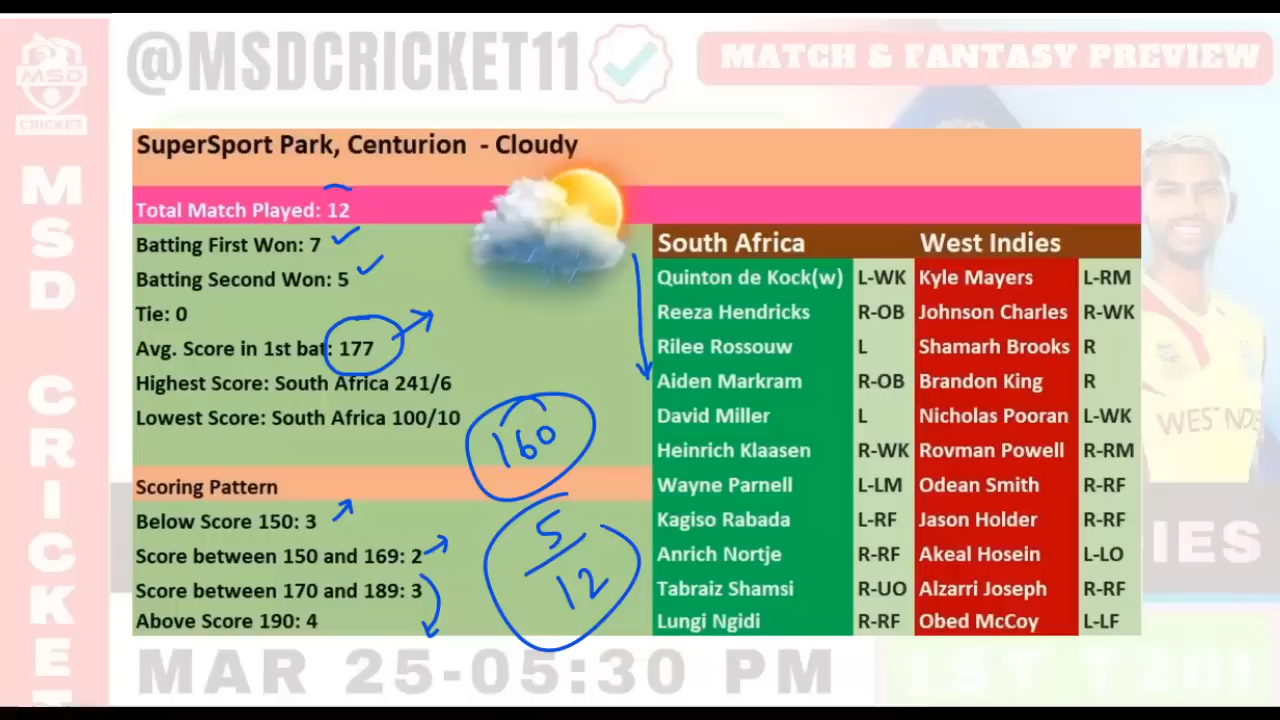 @MSDCRICKET11
MATCH & FANTASY PREVIEW
MSD
CRICKET
MSD CRICKET
SuperSport Park, Centurion - Cloudy
Total Match Played: 12
Batting First Won: 7
Batting Second Won: 5
Tie: 0
Avg. Score in 1st bat: 177
Highest Score: South Africa 241/6
Lowest Score: South Africa 100/10
160
Scoring Pattern
Below Score 150: 3
Score between 150 and 169: 2
Score between 170 and 189: 3
Above Score 190: 4
5/12
South Africa West Indies
Quinton de Kock(w) L-WK Kyle Mayers L-RM
Reeza Hendricks R-OB Johnson Charles R-WK
Rilee Rossouw L Shamarh Brooks R
Aiden Markram R-OB Brandon King R
David Miller L Nicholas Pooran L-WK
Heinrich Klaasen R-WK Rovman Powell R-RM
Wayne Parnell L-LM Odean Smith R-RF
Kagiso Rabada L-RF Jason Holder R-RF
Anrich Nortje R-RF Akeal Hosein L-LO
Tabraiz Shamsi R-UO Alzarri Joseph R-RF
Lungi Ngidi R-RF Obed McCoy L-LF
MAR 25-05:30 PM
1ST T20I